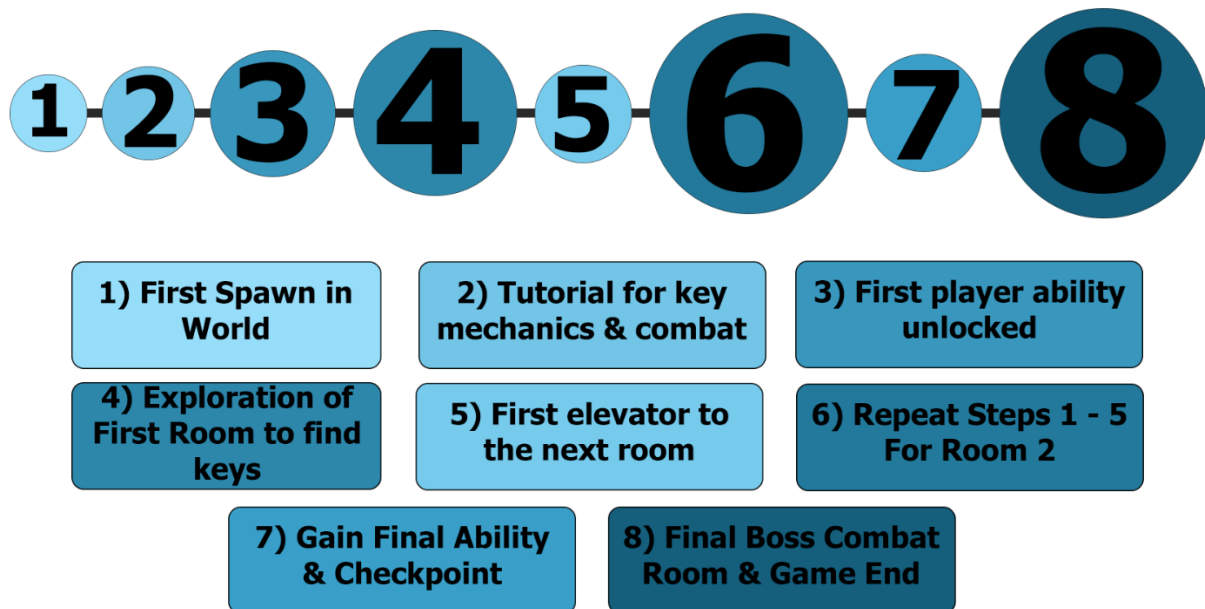 1 2 3 4 5 6 7 8
1) First Spawn in
World
2) Tutorial for key
mechanics & combat
3) First player ability
unlocked
4) Exploration of
First Room to find
keys
5) First elevator to
the next room
6) Repeat Steps 1 - 5
For Room 2
7) Gain Final Ability
& Checkpoint
8) Final Boss Combat
Room & Game End